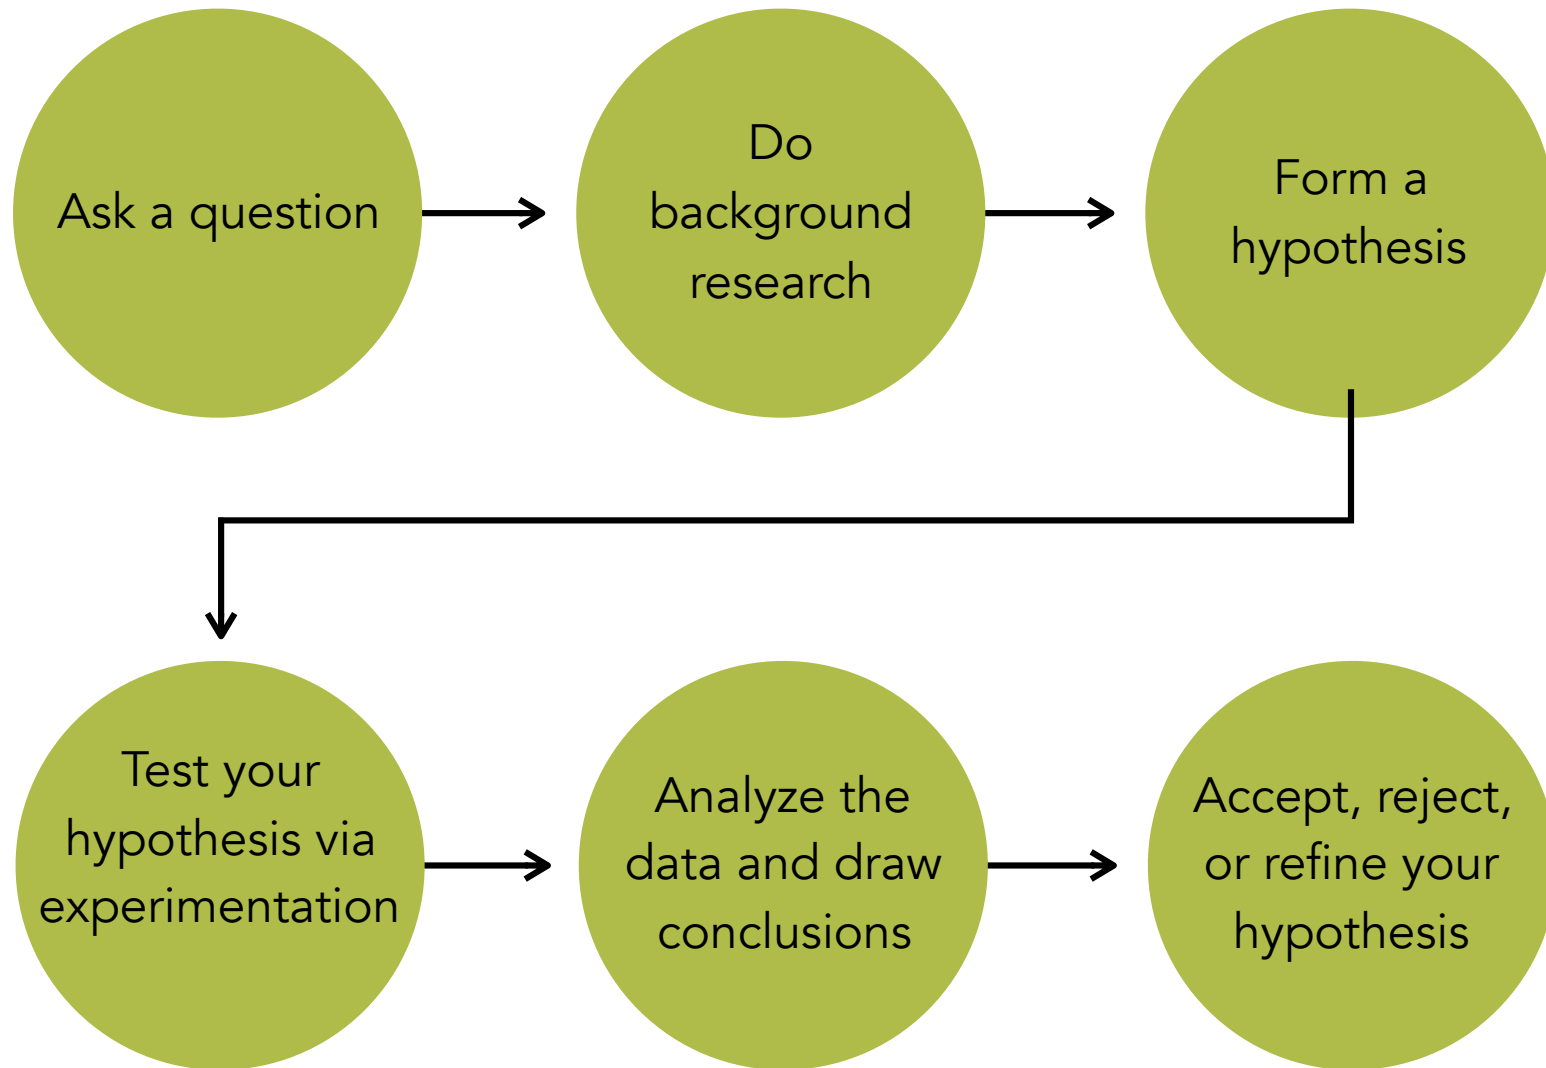 Ask a question
Do
background
research
Form a
hypothesis
Test your
hypothesis via
experimentation
Analyze the
data and draw
conclusions
Accept, reject,
or refine your
hypothesis